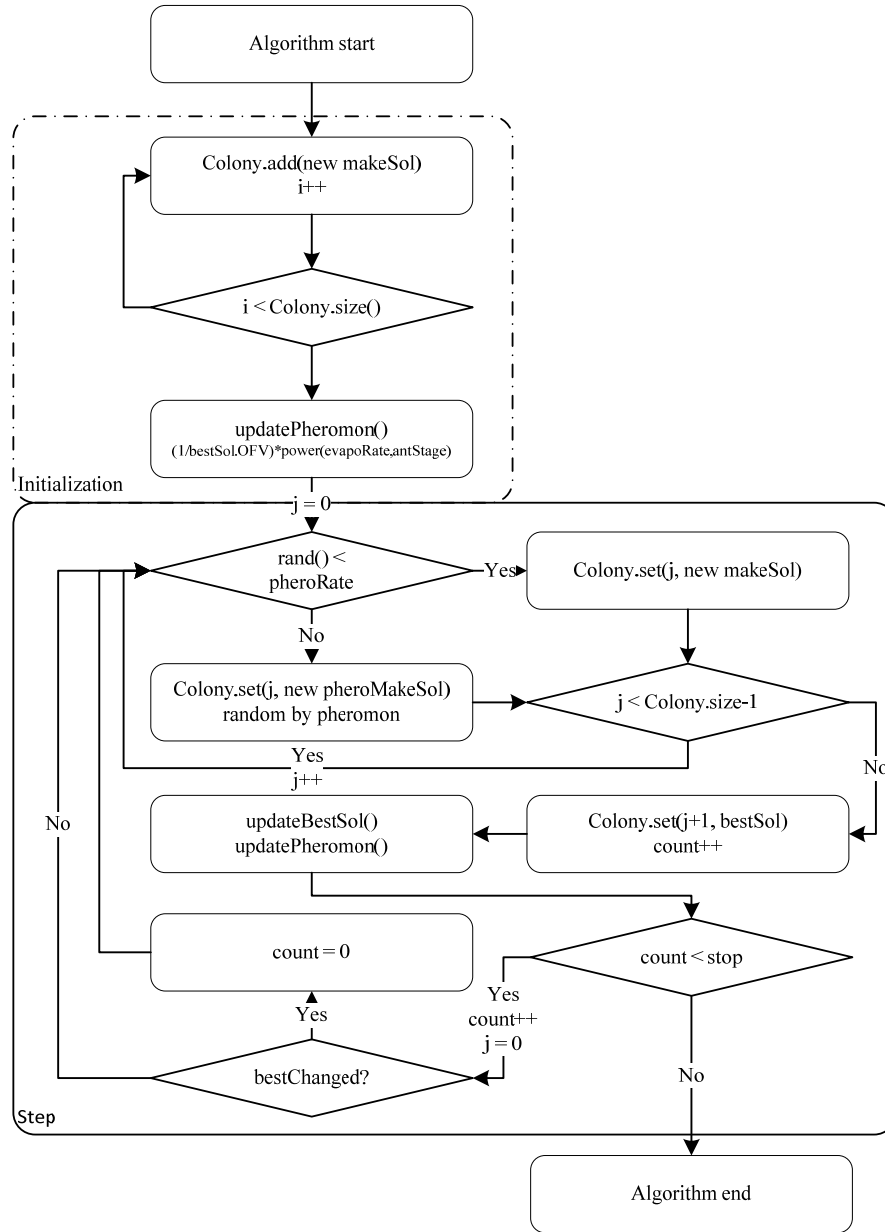 Algorithm start
Colony.add(new makeSol)
i++
i < Colony.size()
updatePheromon()
(1/bestSol.OFV)*power(evapoRate,antStage)
Initialization
j = 0
rand() <
pheroRate
Yes
Colony.set(j, new makeSol)
No
Colony.set(j, new pheroMakeSol)
random by pheromon
j < Colony.size-1
Yes
j++
No
No
updateBestSol()
updatePheromon()
Colony.set(j+1, bestSol)
count++
count = 0
count < stop
Yes
Yes
count++
j = 0
bestChanged?
No
Step
Algorithm end